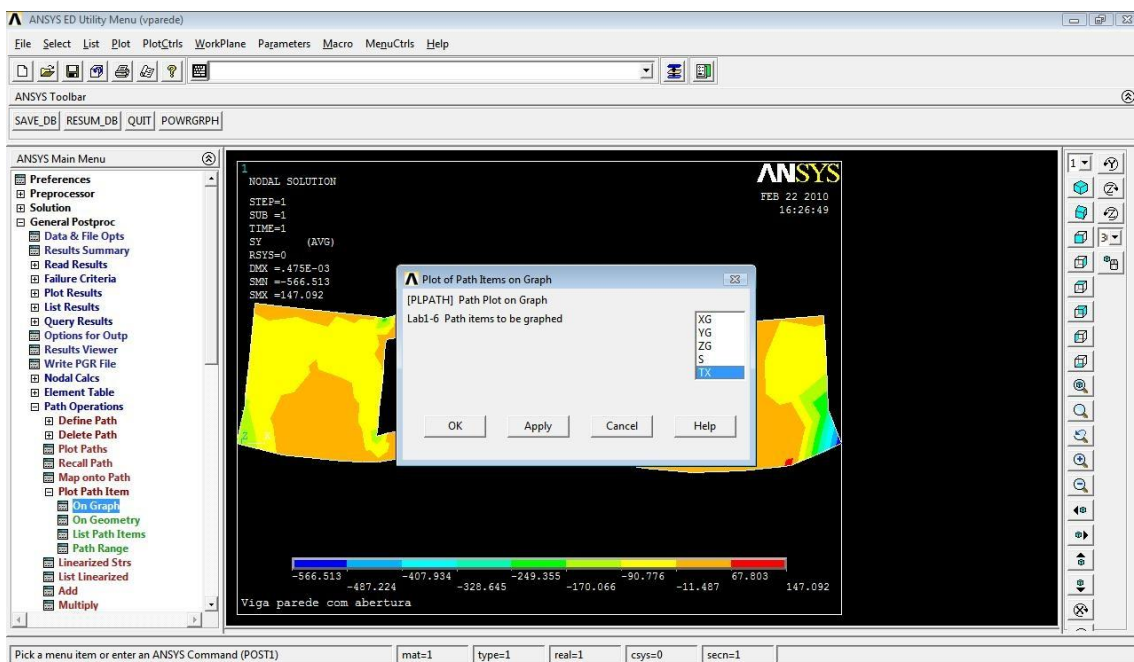 ANSYS ED Utility Menu (vparede)
File Select List Plot PlotCtrls WorkPlane Parameters Macro MenuCtrls Help
ANSYS Toolbar
SAVE_DB RESUM_DB QUIT POWRGRPH
ANSYS Main Menu
Preferences
Preprocessor
Solution
General Postproc
Data & File Opts
Results Summary
Read Results
Failure Criteria
Plot Results
List Results
Query Results
Options for Outp
Results Viewer
Write PGR File
Nodal Calcs
Element Table
Path Operations
Define Path
Delete Path
Plot Paths
Recall Path
Map onto Path
Plot Path Item
On Graph
On Geometry
List Path Items
Path Range
Linearized Strs
List Linearized
Add
Multiply
1
NODAL SOLUTION
STEP=1
SUB =1
TIME=1
SY (AVG)
RSYS=0
DMX =.475E-03
SMN =-566.513
SMX =147.092
ANSYS
FEB 22 2010
16:26:49
Plot of Path Items on Graph
[PLPATH] Path Plot on Graph
Lab1-6 Path items to be graphed
XG
YG
ZG
S
TX
OK Apply Cancel Help
-566.513 -407.934 -249.355 -90.776 67.803
-487.224 -328.645 -170.066 -11.487 147.092
Viga parede com abertura
1
Pick a menu item or enter an ANSYS Command (POST1) mat=1 type=1 real=1 csys=0 secn=1